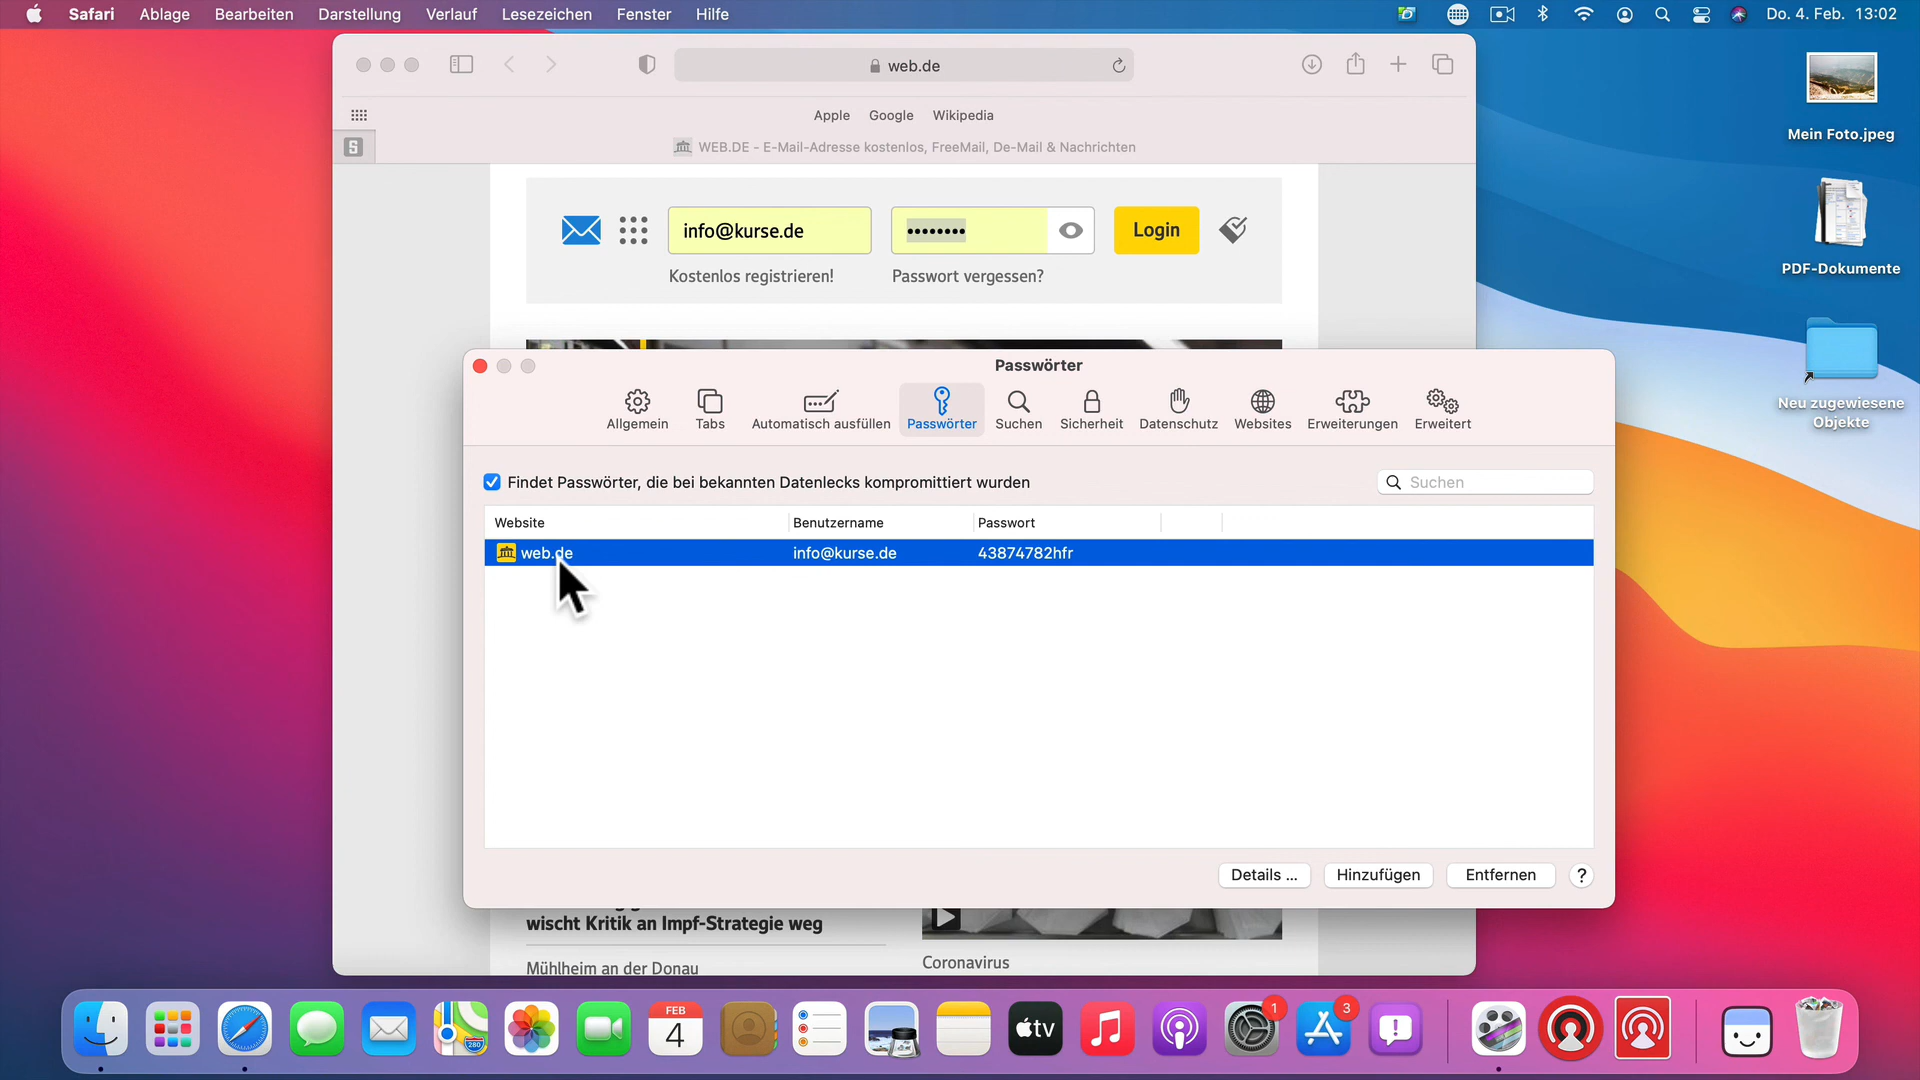 Safari Ablage Bearbeiten Darstellung Verlauf Lesezeichen Fenster Hilfe Do. 4. Feb. 13:02
web.de
Apple Google Wikipedia
S WEB.DE - E-Mail-Adresse kostenlos, FreeMail, De-Mail & Nachrichten
info@kurse.de •••••••• Login
Kostenlos registrieren! Passwort vergessen?
Mein Foto.jpeg
PDF-Dokumente
Neu zugewiesene
Objekte
Passwörter
Allgemein Tabs Automatisch ausfüllen Passwörter Suchen Sicherheit Datenschutz Websites Erweiterungen Erweitert
Findet Passwörter, die bei bekannten Datenlecks kompromittiert wurden Suchen
Website Benutzername Passwort
web.de info@kurse.de 43874782hfr
Details ... Hinzufügen Entfernen ?
wischt Kritik an Impf-Strategie weg
Mühlheim an der Donau
Coronavirus
FEB
4
280
tv
1
3